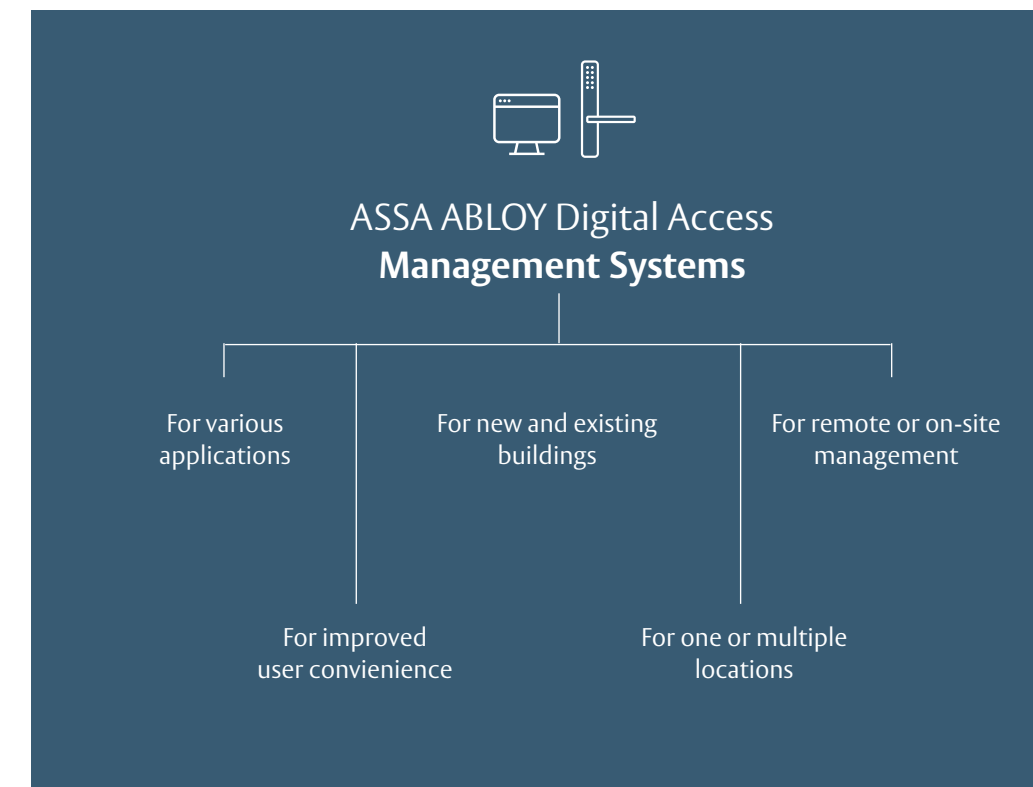 ASSA ABLOY Digital Access
Management Systems
For various
applications
For new and existing
buildings
For remote or on-site
management
For improved
user convienience
For one or multiple
locations